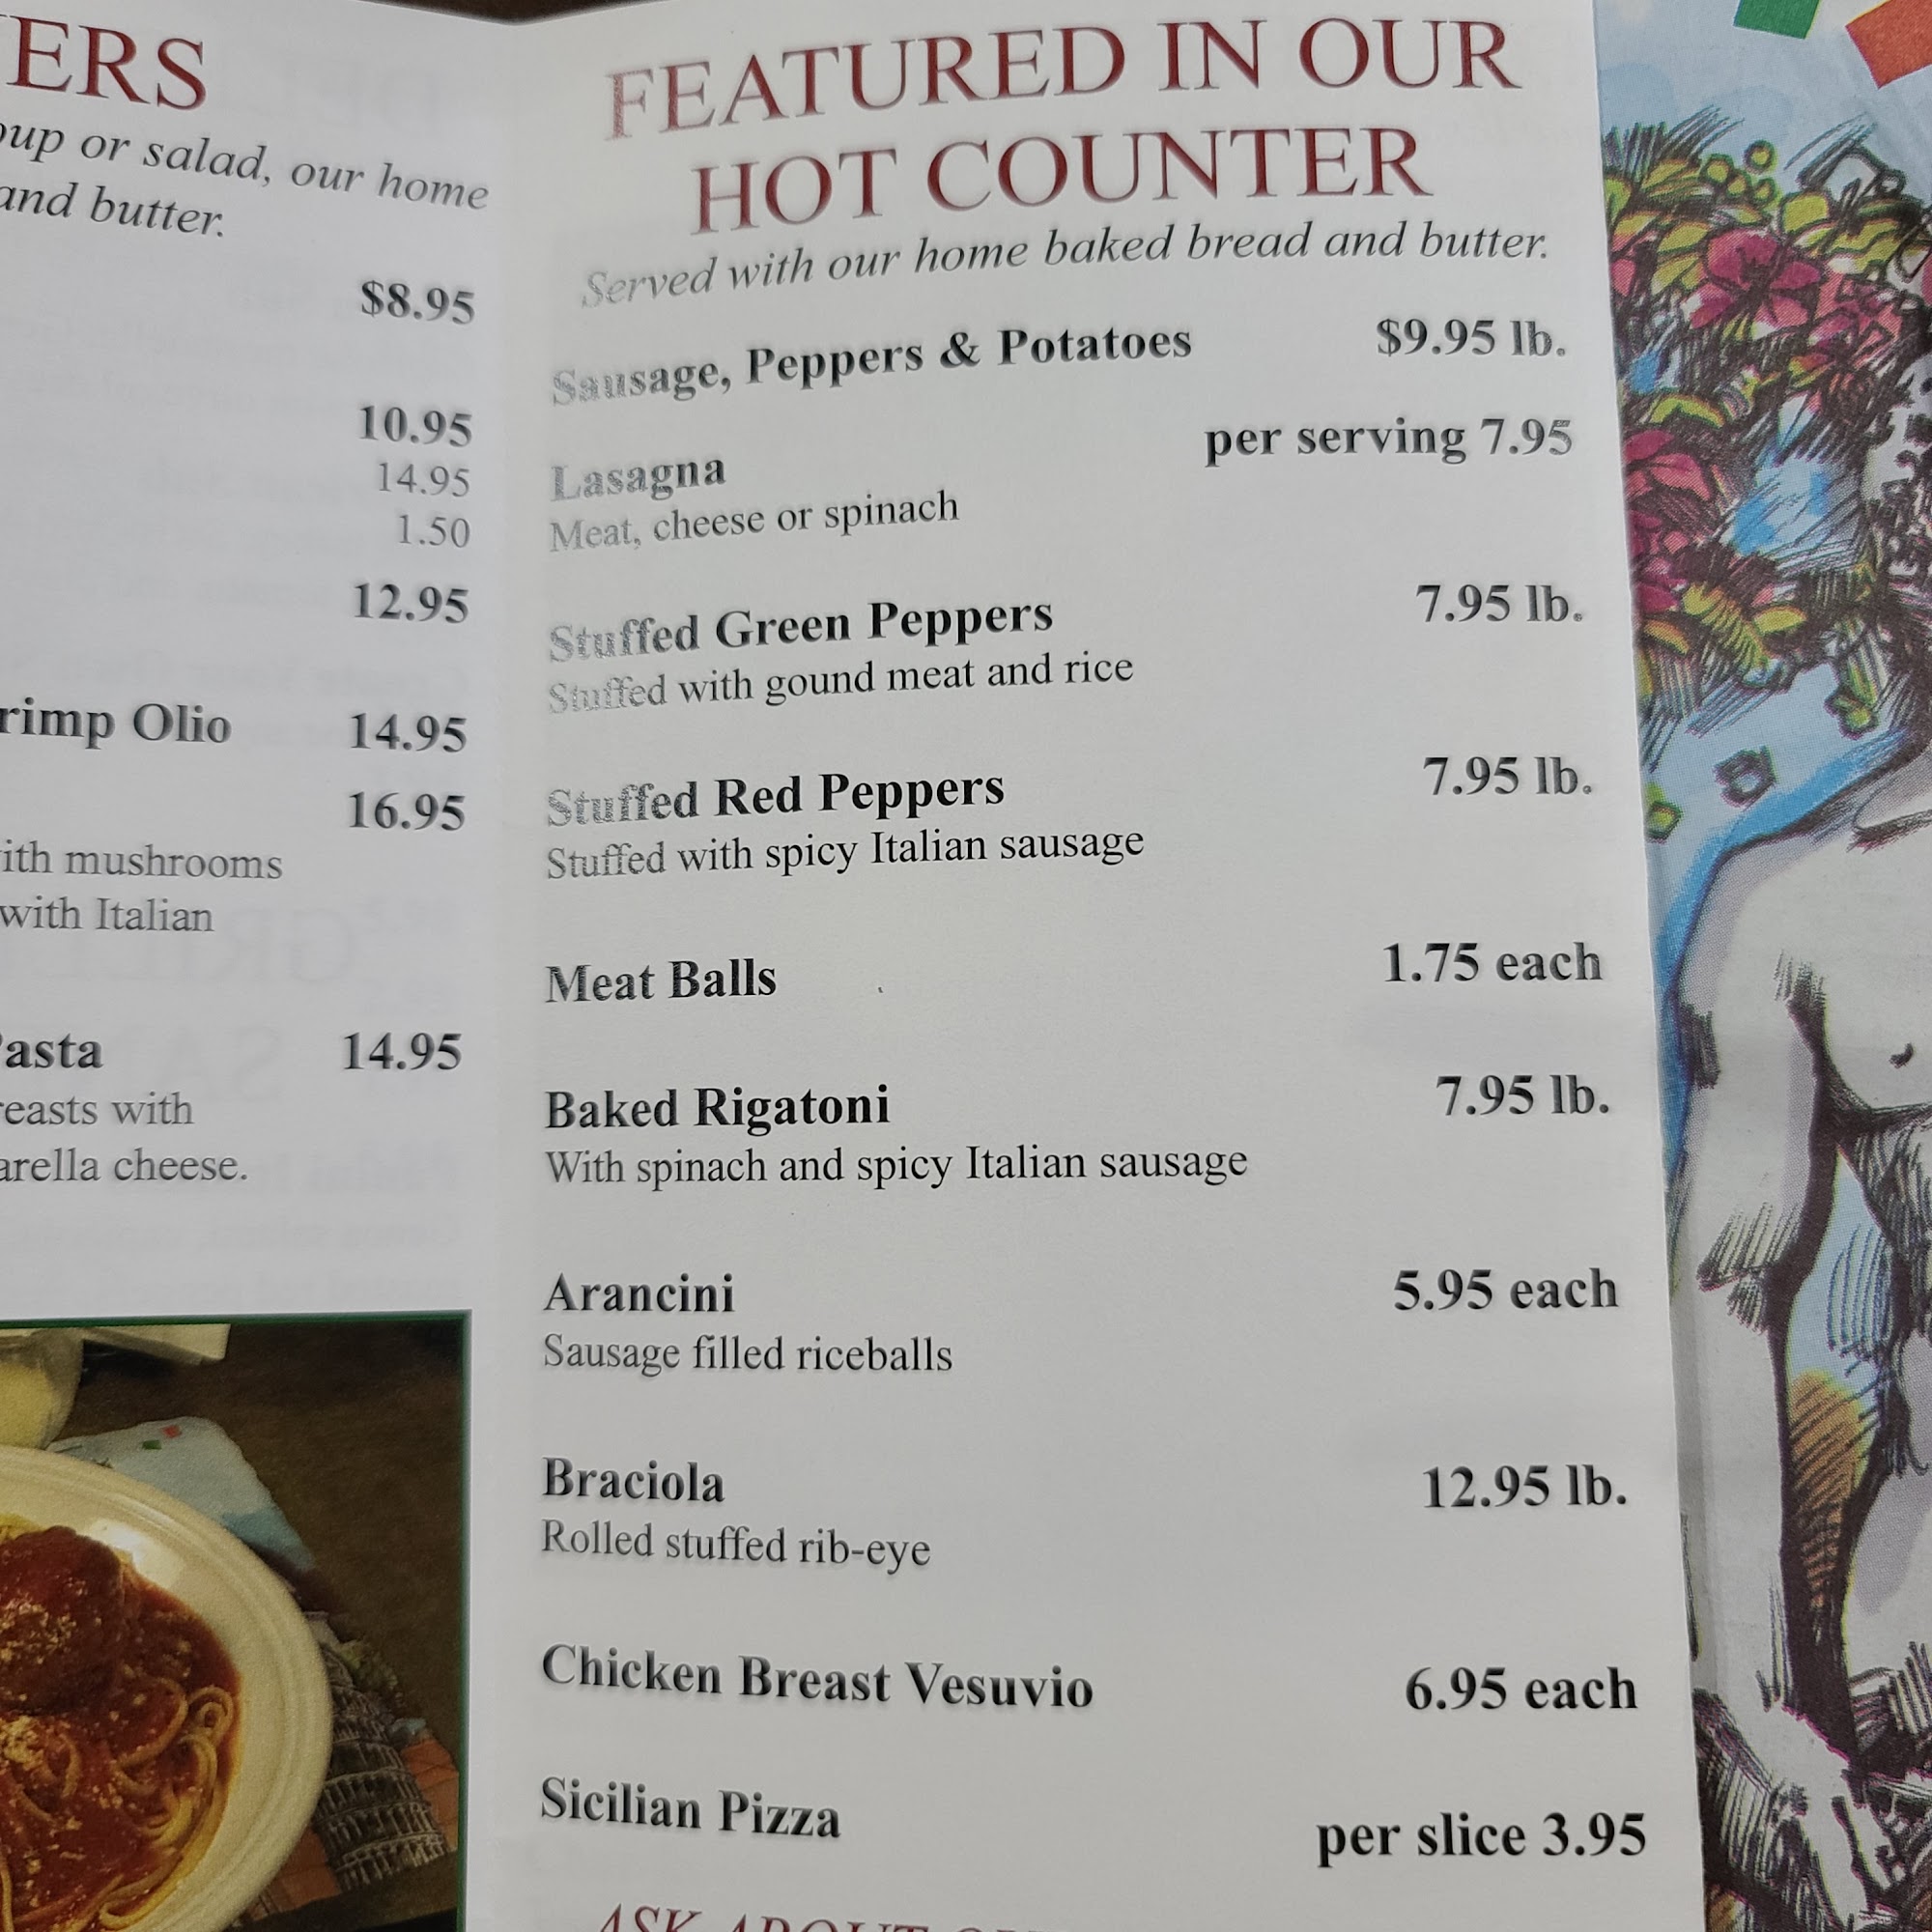 ERS
oup or salad, our home
and butter.
$8.95
10.95
14.95
1.50
12.95
rimp Olio 14.95
16.95
ith mushrooms
with Italian
Pasta 14.95
reasts with
arella cheese.
FEATURED IN OUR
HOT COUNTER
Served with our home baked bread and butter.
Sausage, Peppers & Potatoes $9.95 lb.
Lasagna per serving 7.95
Meat, cheese or spinach
Stuffed Green Peppers 7.95 lb.
Stuffed with gound meat and rice
Stuffed Red Peppers 7.95 lb.
Stuffed with spicy Italian sausage
Meat Balls 1.75 each
Baked Rigatoni 7.95 lb.
With spinach and spicy Italian sausage
Arancini 5.95 each
Sausage filled riceballs
Braciola 12.95 lb.
Rolled stuffed rib-eye
Chicken Breast Vesuvio 6.95 each
Sicilian Pizza per slice 3.95
ASK ABOUT